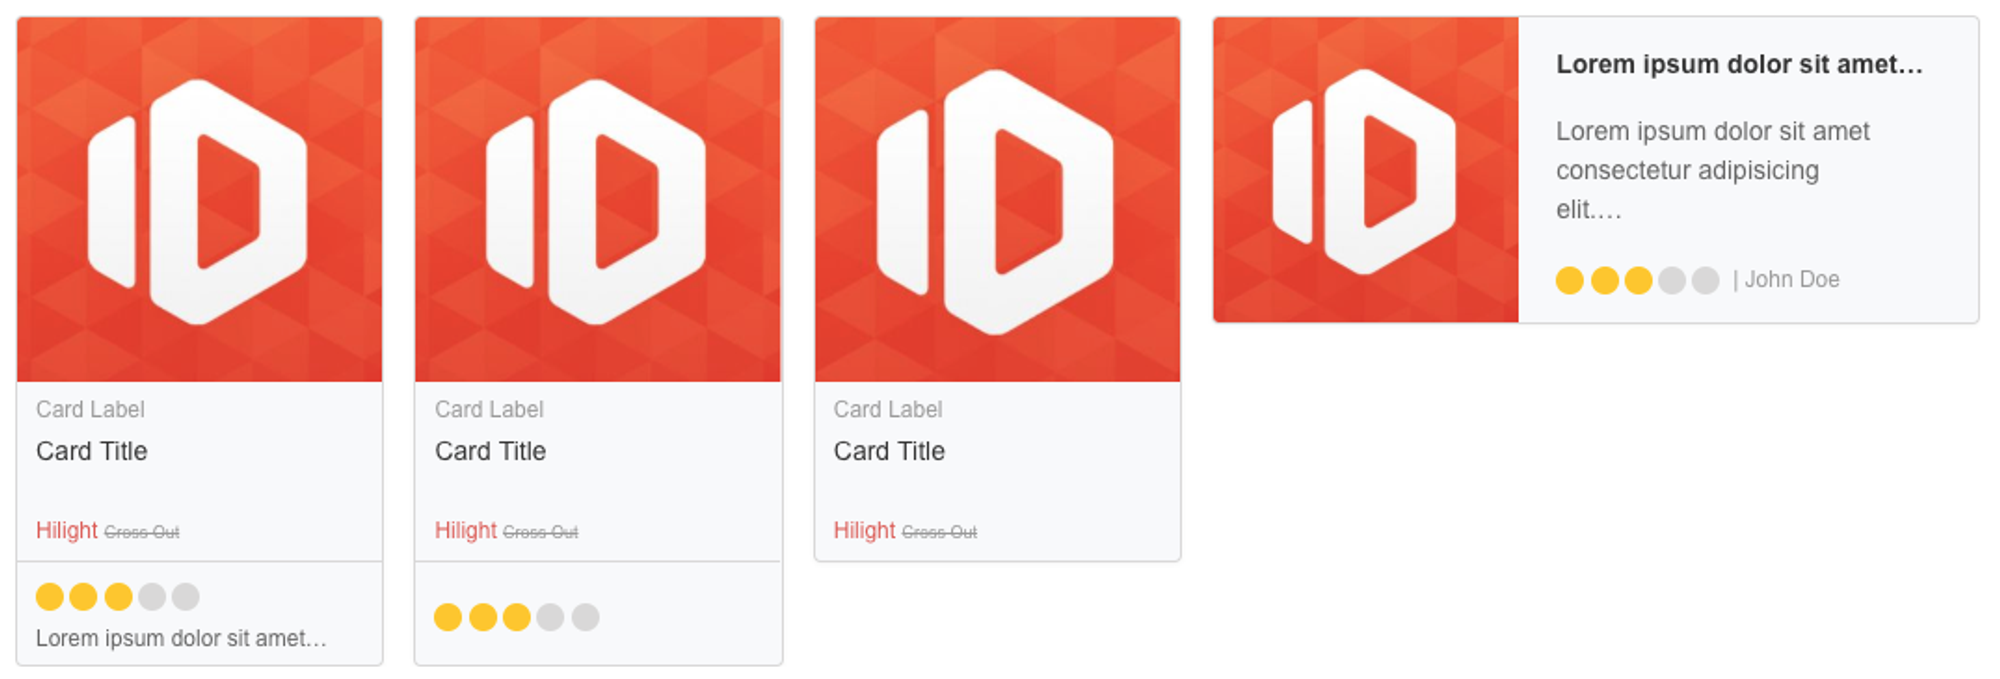 Card Label
Card Title
Hilight Cross Out
Lorem ipsum dolor sit amet...
Card Label
Card Title
Hilight Cross Out
Card Label
Card Title
Hilight Cross Out
Lorem ipsum dolor sit amet...
Lorem ipsum dolor sit amet
consectetur adipisicing
elit....
| John Doe